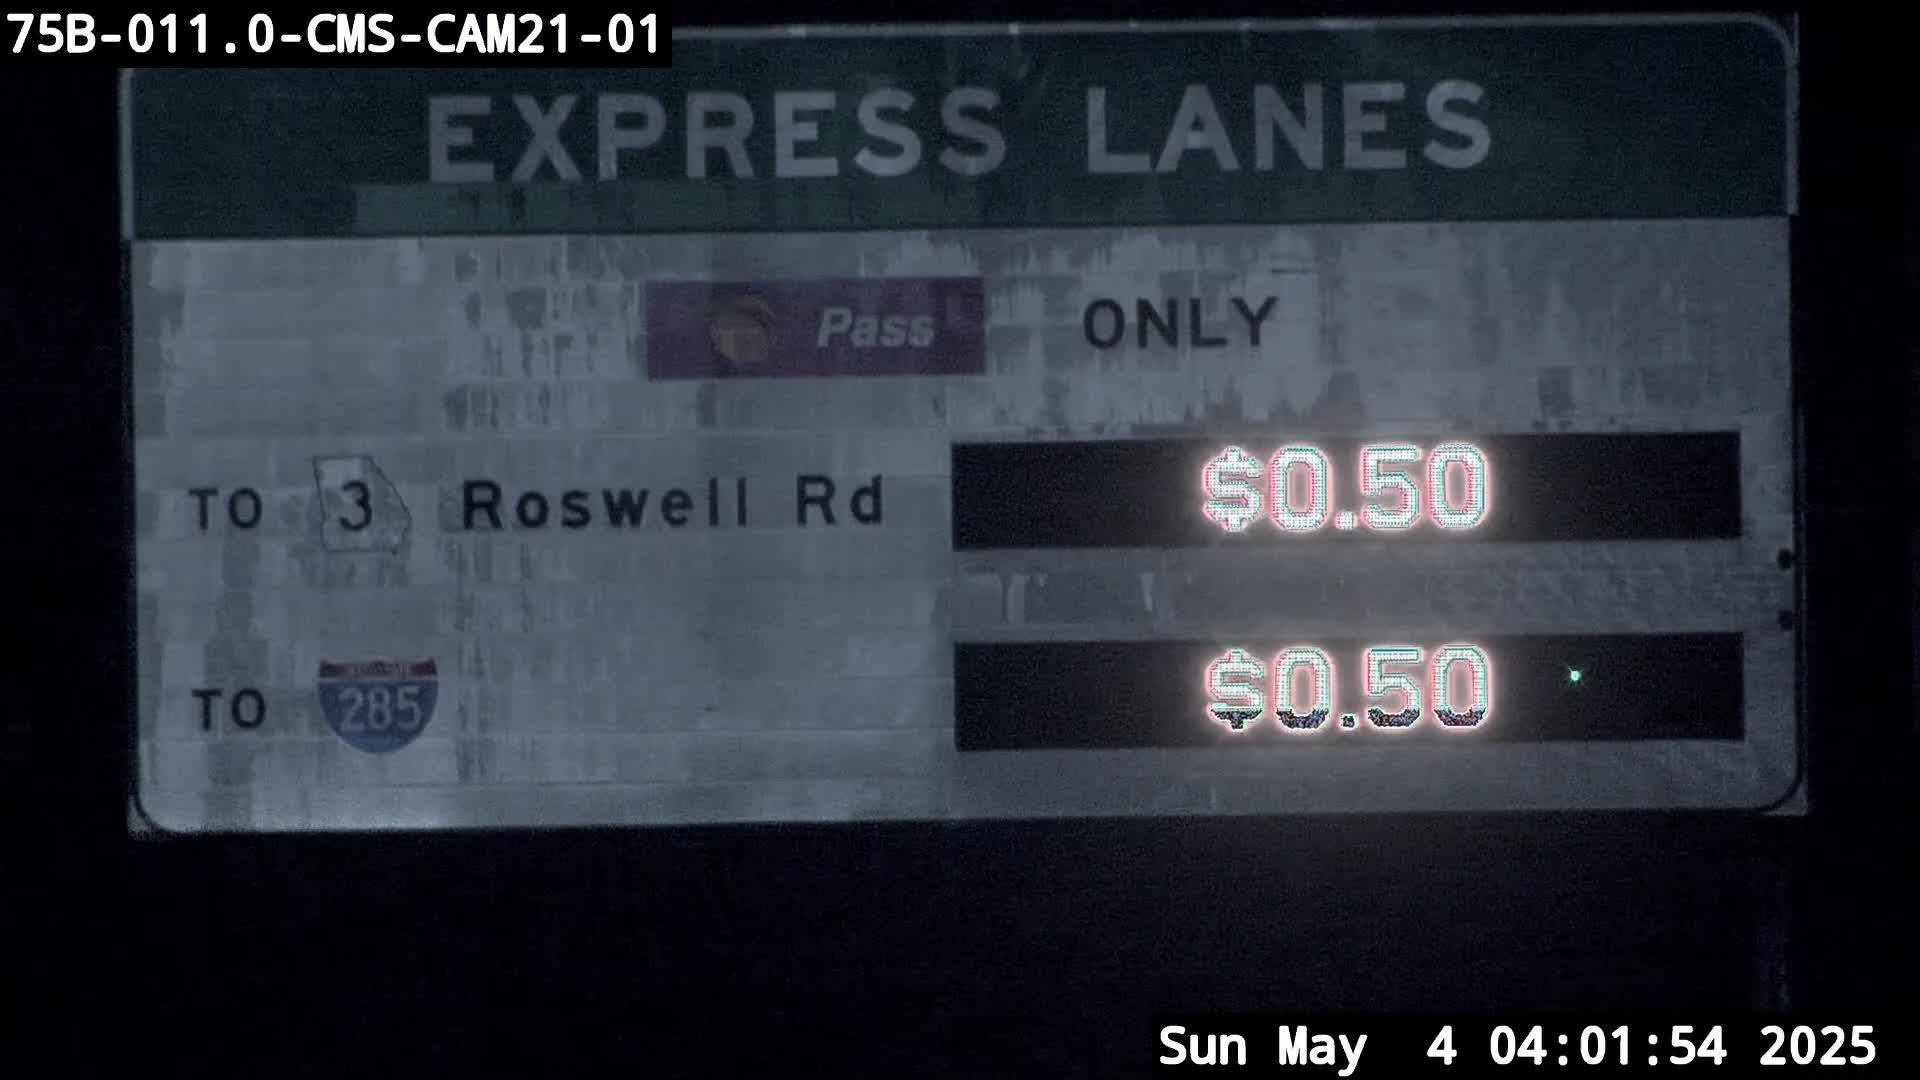 75B-011.0-CMS-CAM21-01
EXPRESS LANES
Pass ONLY
TO 3 Roswell Rd $0.50
TO 285 $0.50
Sun May 4 04:01:54 2025